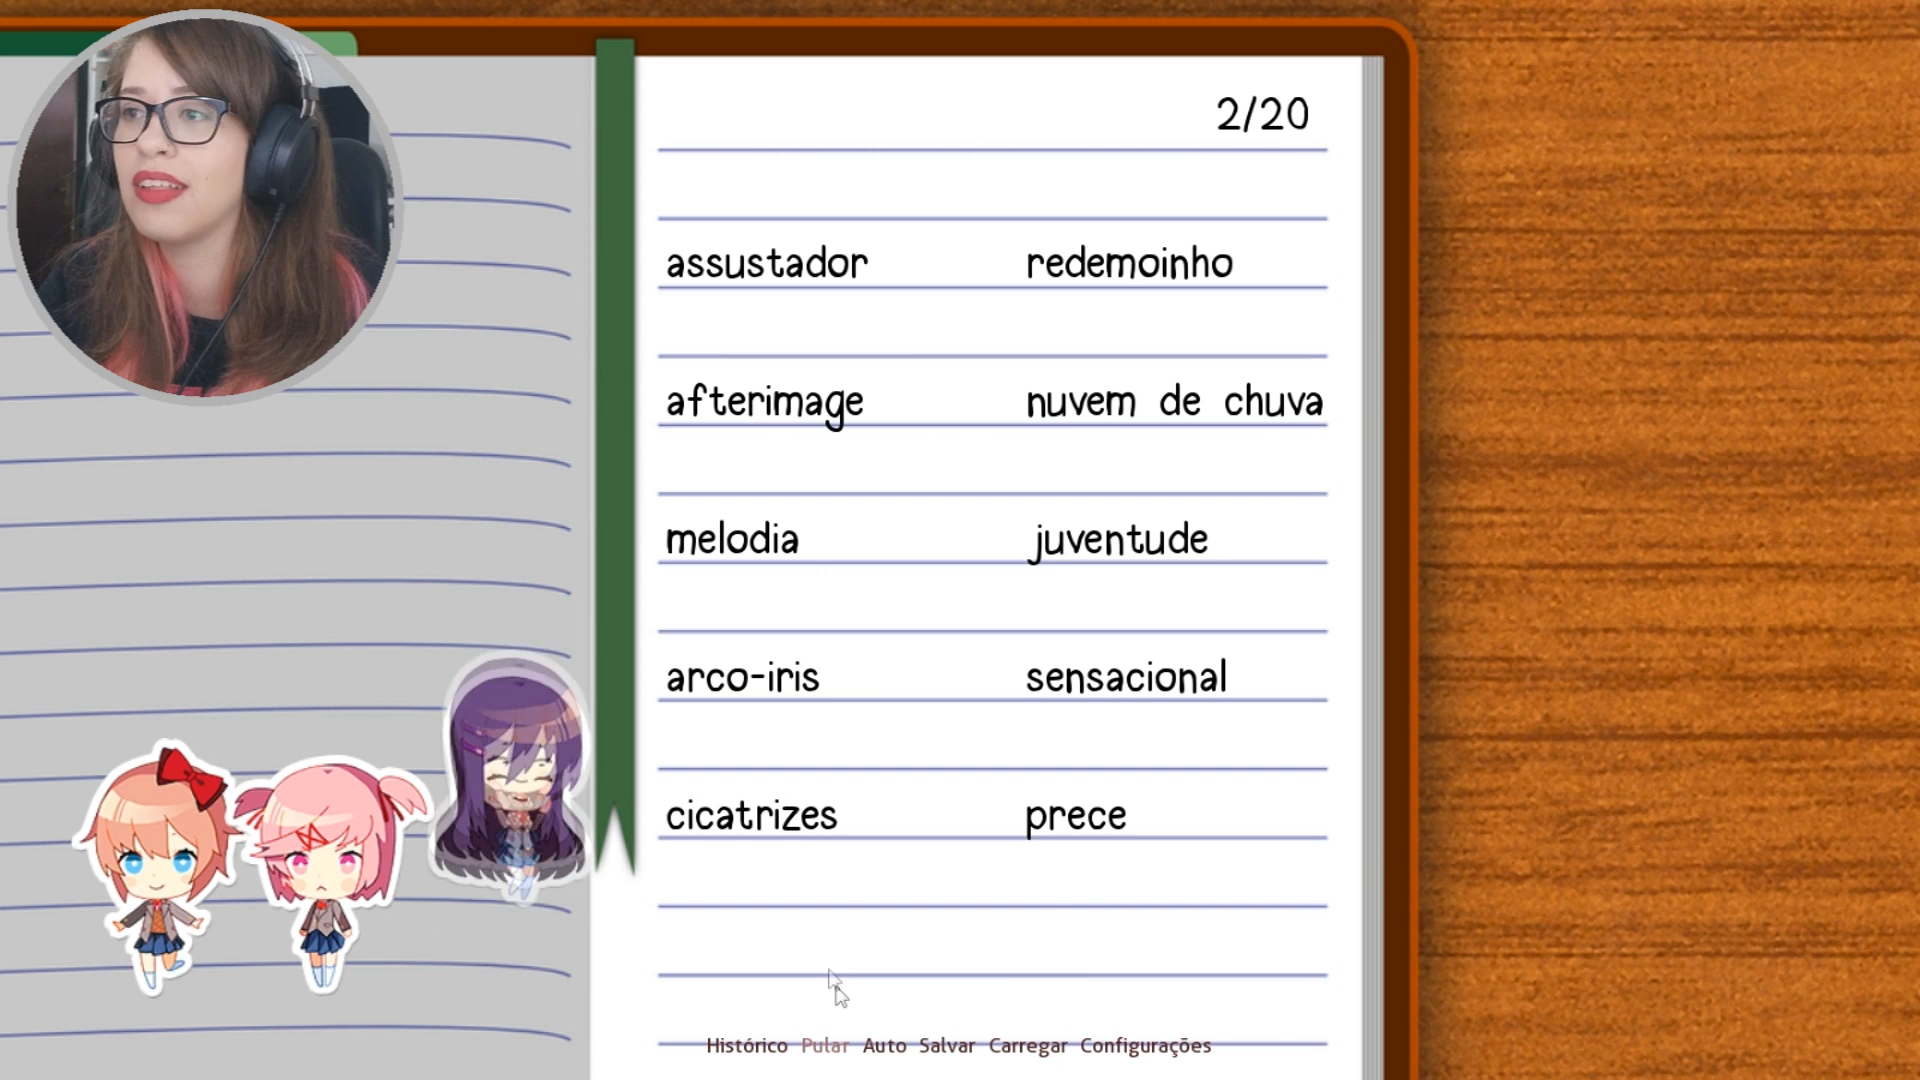 2/20
assustador redemoinho
afterimage nuvem de chuva
melodia juventude
arco-iris sensacional
cicatrizes prece
Histórico Pular Auto Salvar Carregar Configurações